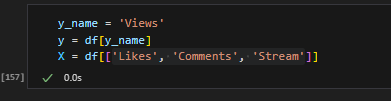 y_name = 'Views'
y = df[y_name]
X = df[['Likes', 'Comments', 'Stream']]
[157]
0.0s